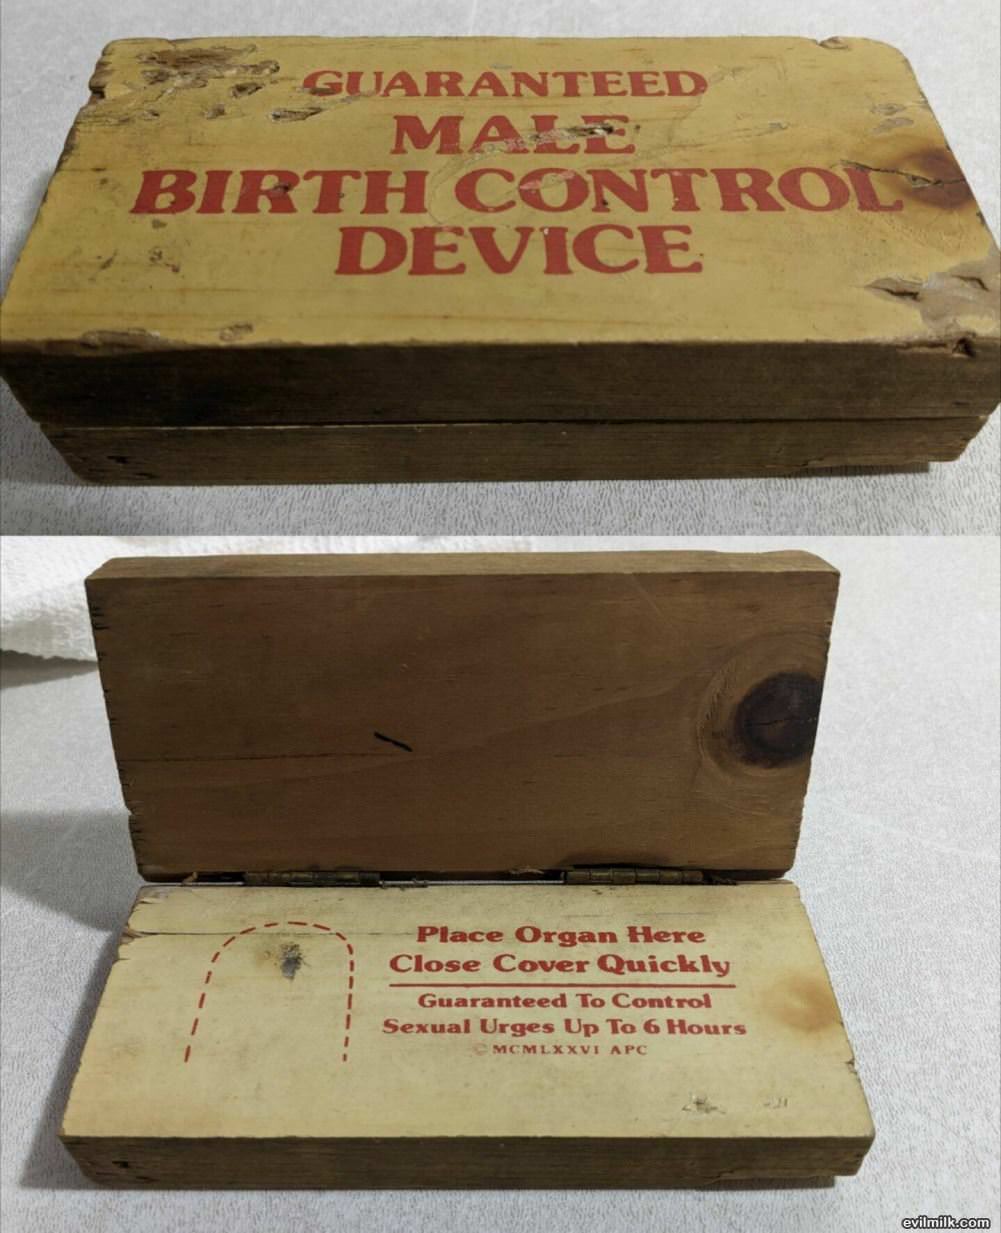 GUARANTEED
MALE
BIRTH CONTROL
DEVICE
Place Organ Here
Close Cover Quickly
Guaranteed To Control
Sexual Urges Up To 6 Hours
© MCMLXXVI APC
evilmilk.com